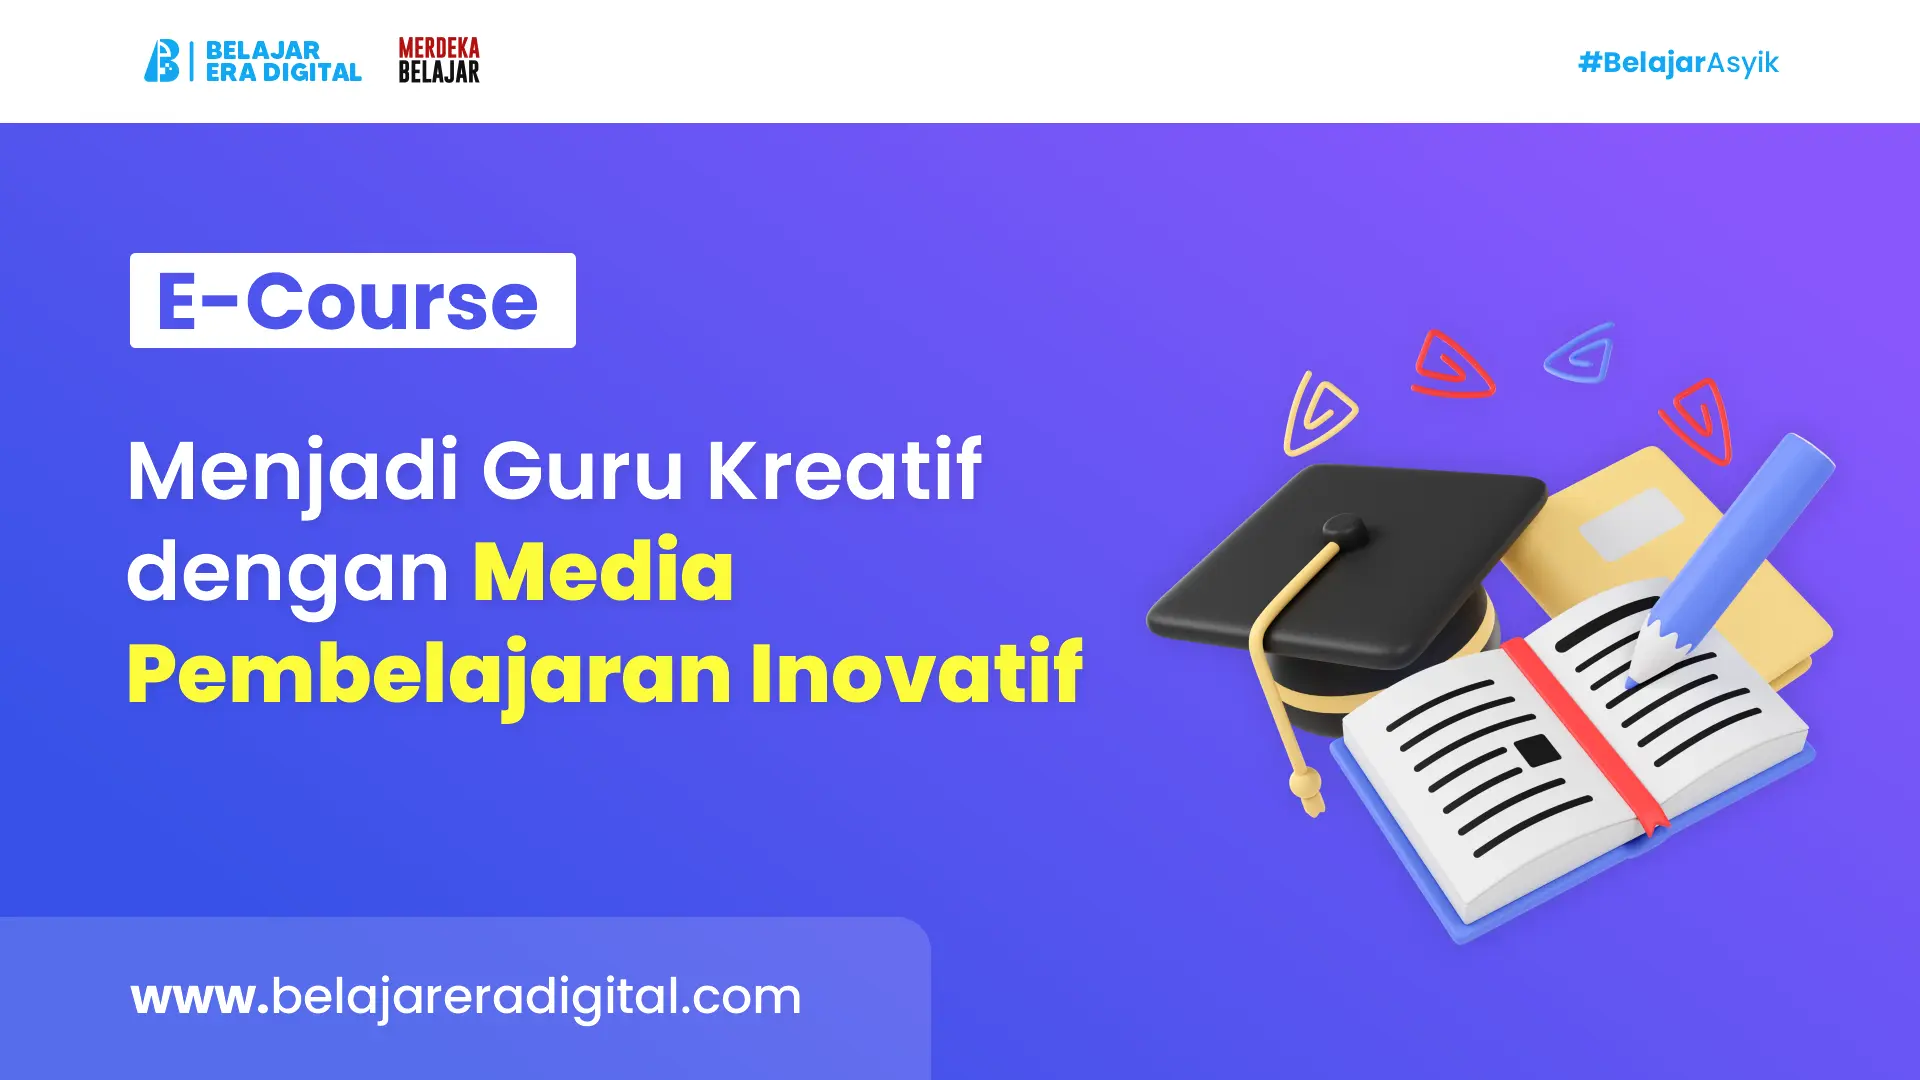 BELAJAR
ERA DIGITAL
MERDEKA
BELAJAR
#BelajarAsyik
E-Course
Menjadi Guru Kreatif
dengan Media
Pembelajaran Inovatif
www.belajareradigital.com